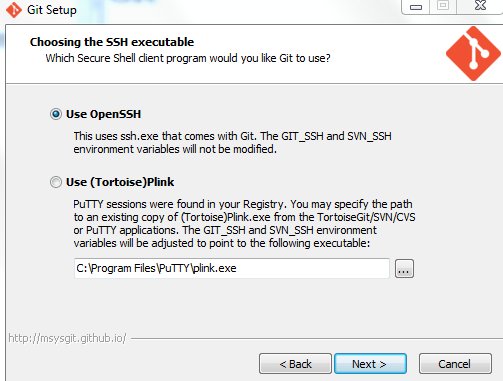 Git Setup
Choosing the SSH executable
Which Secure Shell client program would you like Git to use?
Use OpenSSH
This uses ssh.exe that comes with Git. The GIT_SSH and SVN_SSH
environment variables will not be modified.
Use (Tortoise)Plink
PuTTY sessions were found in your Registry. You may specify the path
to an existing copy of (Tortoise)Plink.exe from the TortoiseGit/SVN/CVS
or PuTTY applications. The GIT_SSH and SVN_SSH environment
variables will be adjusted to point to the following executable:
C:\Program Files\PuTTY\plink.exe
...
http://msysgit.github.io/
< Back
Next >
Cancel